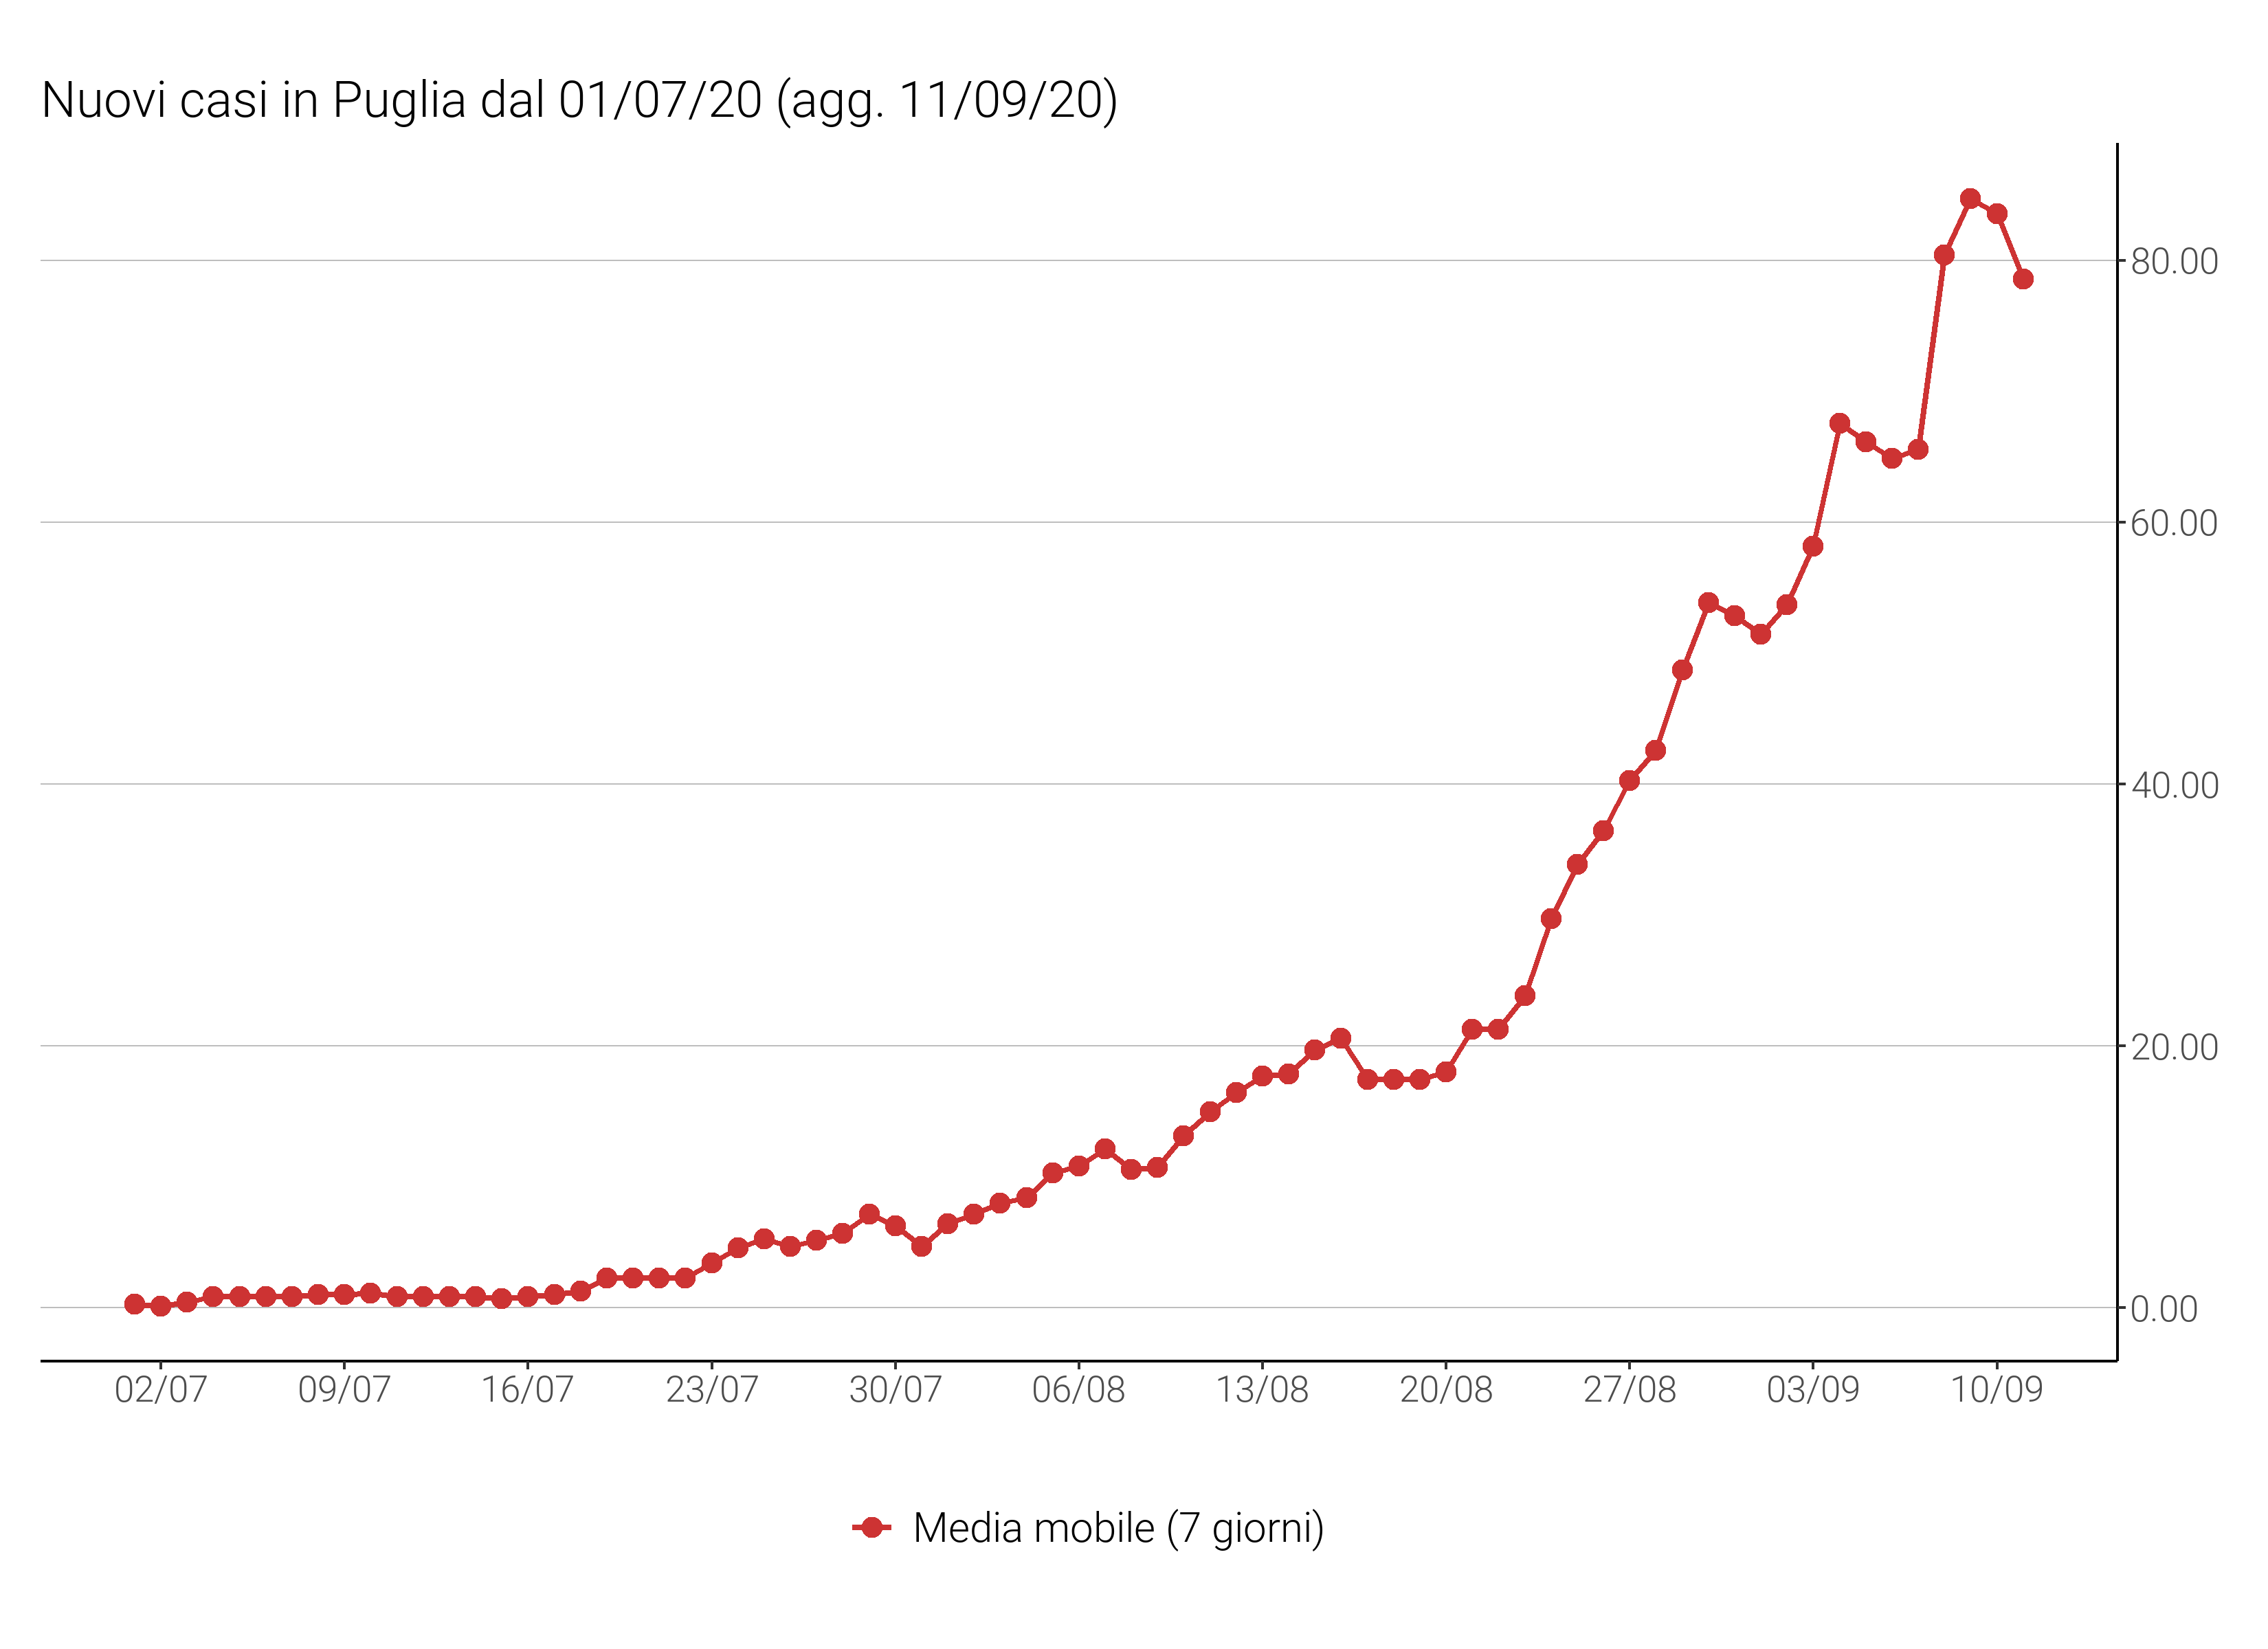 Nuovi casi in Puglia dal 01/07/20 (agg. 11/09/20)
80.00
60.00
40.00
20.00
0.00
02/07 09/07 16/07 23/07 30/07 06/08 13/08 20/08 27/08 03/09 10/09
Media mobile (7 giorni)